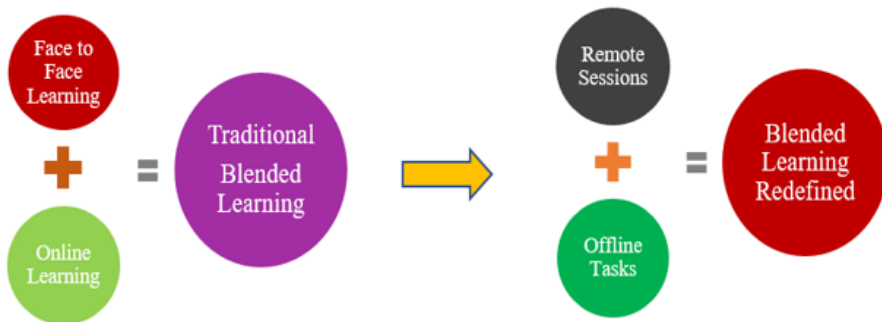 Face to
Face
Learning
+
Online
Learning
=
Traditional
Blended
Learning
Remote
Sessions
+
Offline
Tasks
=
Blended
Learning
Redefined